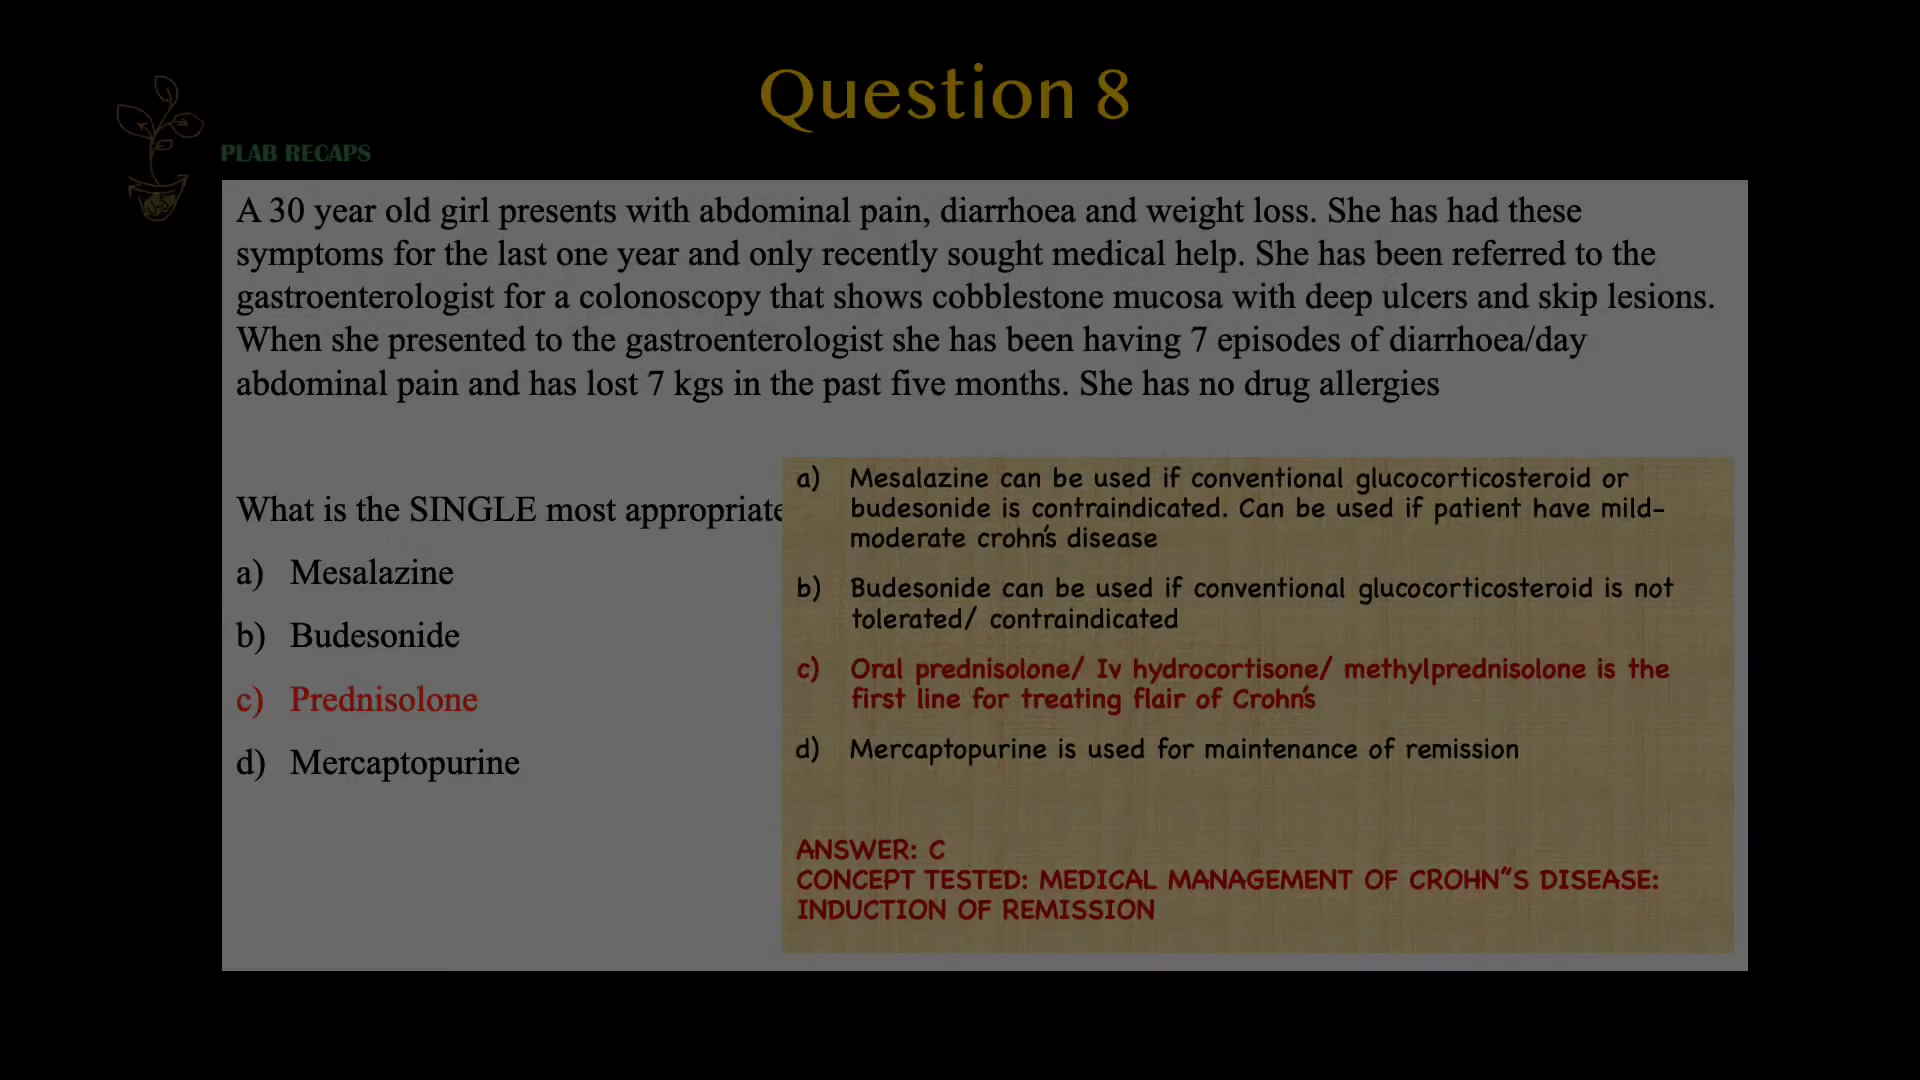 Question 8
PLAB RECAPS
A 30 year old girl presents with abdominal pain, diarrhoea and weight loss. She has had these
symptoms for the last one year and only recently sought medical help. She has been referred to the
gastroenterologist for a colonoscopy that shows cobblestone mucosa with deep ulcers and skip lesions.
When she presented to the gastroenterologist she has been having 7 episodes of diarrhoea/day
abdominal pain and has lost 7 kgs in the past five months. She has no drug allergies
What is the SINGLE most appropriate
a) Mesalazine
b) Budesonide
c) Prednisolone
d) Mercaptopurine
a) Mesalazine can be used if conventional glucocorticosteroid or
budesonide is contraindicated. Can be used if patient have mild-
moderate crohn's disease
b) Budesonide can be used if conventional glucocorticosteroid is not
tolerated/ contraindicated
c) Oral prednisolone/ Iv hydrocortisone/ methylprednisolone is the
first line for treating flair of Crohn's
d) Mercaptopurine is used for maintenance of remission
ANSWER: C
CONCEPT TESTED: MEDICAL MANAGEMENT OF CROHN"S DISEASE:
INDUCTION OF REMISSION